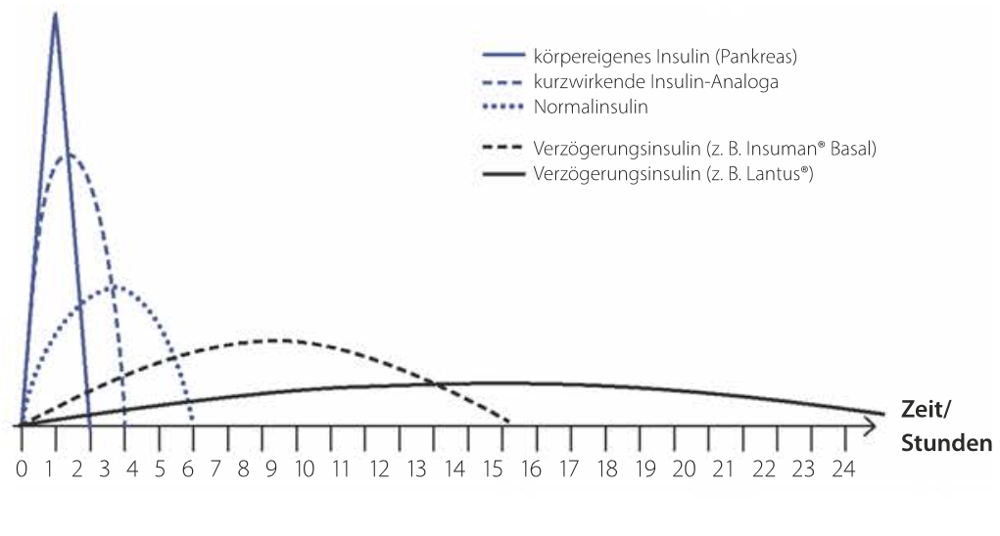 körpereigenes Insulin (Pankreas)
kurzwirkende Insulin-Analoga
Normalinsulin
Verzögerungsinsulin (z. B. Insuman® Basal)
Verzögerungsinsulin (z. B. Lantus®)
Zeit/
Stunden
0 1 2 3 4 5 6 7 8 9 10 11 12 13 14 15 16 17 18 19 20 21 22 23 24